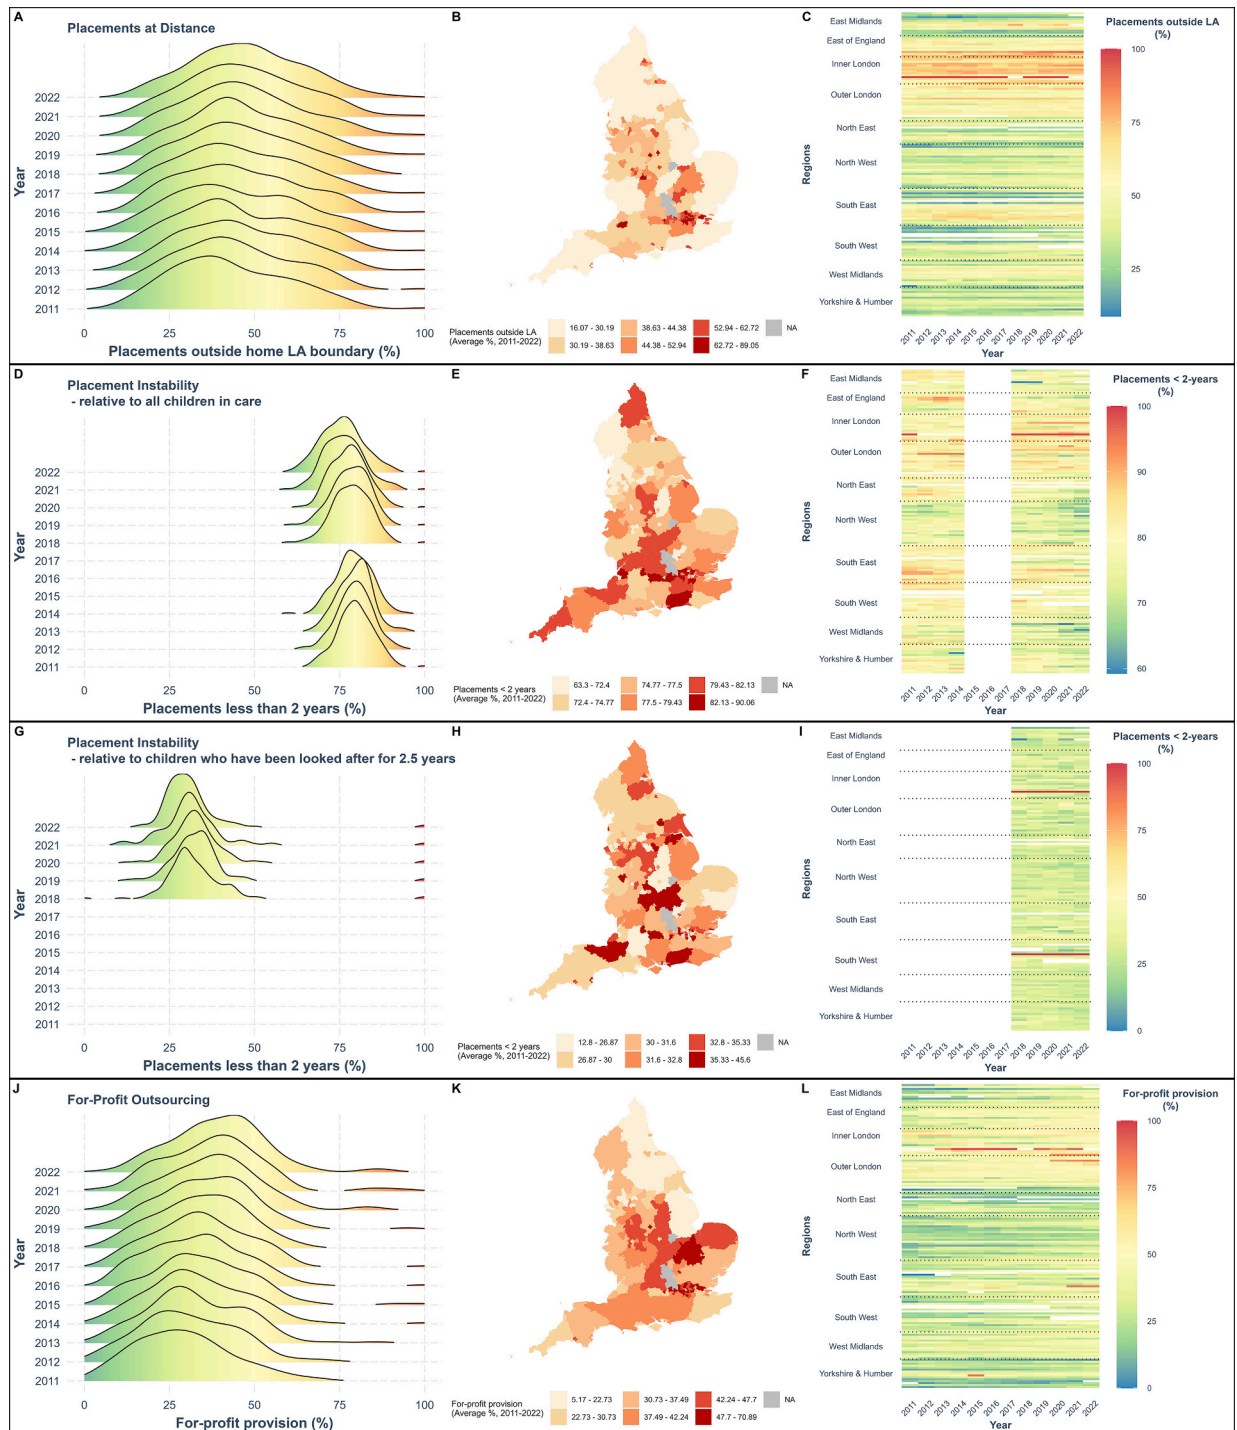 A
Placements at Distance
Year
2022
2021
2020
2019
2018
2017
2016
2015
2014
2013
2012
2011
0
25
50
75
100
Placements outside home LA boundary (%)
B
Placements outside LA
(Average %, 2011-2022)
16.07 - 30.19
38.63 - 44.38
52.94 - 62.72
NA
30.19 - 38.63
44.38 - 52.94
62.72 - 89.05
C
Regions
East Midlands
East of England
Inner London
Outer London
North East
North West
South East
South West
West Midlands
Yorkshire & Humber
2011
2012
2013
2014
2015
2016
2017
2018
2019
2020
2021
2022
Year
Placements outside LA
(%)
100
75
50
25
D
Placement Instability
- relative to all children in care
Year
2022
2021
2020
2019
2018
2017
2016
2015
2014
2013
2012
2011
0
25
50
75
100
Placements less than 2 years (%)
E
Placements < 2 years
(Average %, 2011-2022)
63.3 - 72.4
74.77 - 77.5
79.43 - 82.13
NA
72.4 - 74.77
77.5 - 79.43
82.13 - 90.06
F
Regions
East Midlands
East of England
Inner London
Outer London
North East
North West
South East
South West
West Midlands
Yorkshire & Humber
2011
2012
2013
2014
2015
2016
2017
2018
2019
2020
2021
2022
Year
Placements < 2-years
(%)
100
90
80
70
60
G
Placement Instability
- relative to children who have been looked after for 2.5 years
Year
2022
2021
2020
2019
2018
2017
2016
2015
2014
2013
2012
2011
0
25
50
75
100
Placements less than 2 years (%)
H
Placements < 2 years
(Average %, 2011-2022)
12.8 - 26.87
30 - 31.6
32.8 - 35.33
NA
26.87 - 30
31.6 - 32.8
35.33 - 45.6
I
Regions
East Midlands
East of England
Inner London
Outer London
North East
North West
South East
South West
West Midlands
Yorkshire & Humber
2011
2012
2013
2014
2015
2016
2017
2018
2019
2020
2021
2022
Year
Placements < 2-years
(%)
100
75
50
25
0
J
For-Profit Outsourcing
Year
2022
2021
2020
2019
2018
2017
2016
2015
2014
2013
2012
2011
0
25
50
75
100
For-profit provision (%)
K
For-profit provision
(Average %, 2011-2022)
5.17 - 22.73
30.73 - 37.49
42.24 - 47.7
NA
22.73 - 30.73
37.49 - 42.24
47.7 - 70.89
L
Regions
East Midlands
East of England
Inner London
Outer London
North East
North West
South East
South West
West Midlands
Yorkshire & Humber
2011
2012
2013
2014
2015
2016
2017
2018
2019
2020
2021
2022
Year
For-profit provision
(%)
100
75
50
25
0